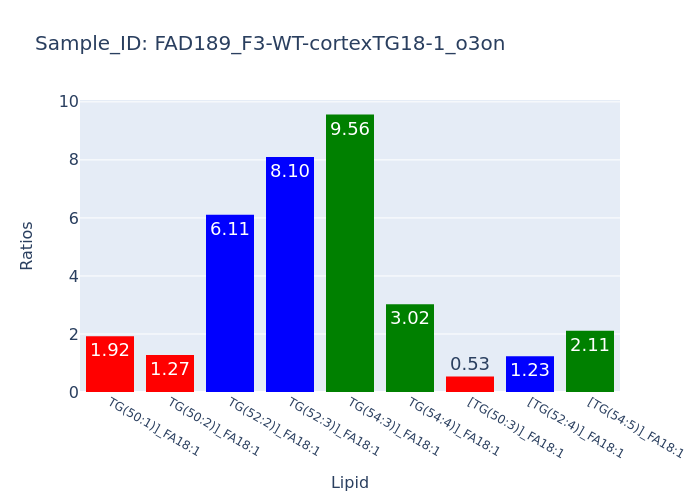 Sample_ID: FAD189_F3-WT-cortexTG18-1_o3on
Ratios
10
8
6
4
2
0
1.92
1.27
6.11
8.10
9.56
3.02
0.53
1.23
2.11
TG(50:1)]_FA18:1
TG(50:2)]_FA18:1
TG(52:2)]_FA18:1
TG(52:3)]_FA18:1
TG(54:3)]_FA18:1
TG(54:4)]_FA18:1
[TG(50:3)]_FA18:1
[TG(52:4)]_FA18:1
[TG(54:5)]_FA18:1
Lipid